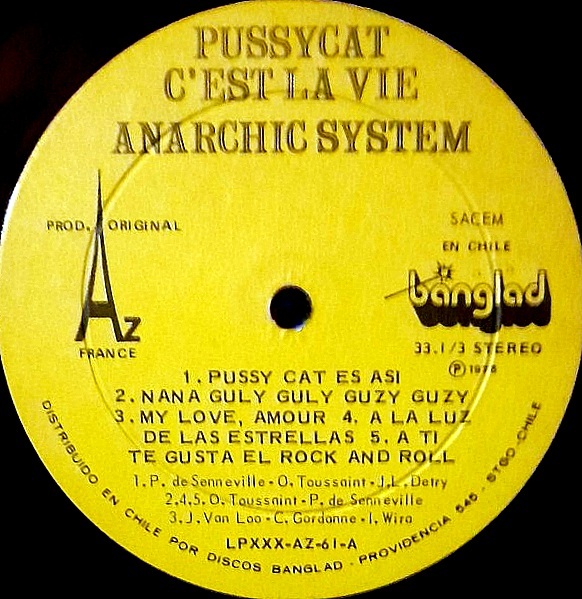 PUSSYCAT
C'EST LA VIE
ANARCHIC SYSTEM
PROD. ORIGINAL
AZ
FRANCE
SACEM
EN CHILE
banglad
33.1/3 STEREO
Ⓟ 1976
1. PUSSY CAT ES ASI
2. NANA GULY GULY GUZY GUZY
3. MY LOVE, AMOUR 4. A LA LUZ
DE LAS ESTRELLAS 5. A TI
TE GUSTA EL ROCK AND ROLL
1.P. de Senneville - O. Toussaint - J.L. Detry
2,4,5. O. Toussaint - P. de Senneville
3.J. Van Loo - C. Gordanne - I. Wira
LPXXX-AZ-61-A
DISTRIBUIDO EN CHILE POR DISCOS BANGLAD - PROVIDENCIA 545 - STGO-CHILE